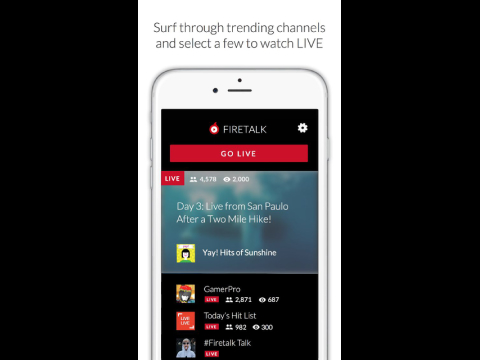 Surf through trending channels
and select a few to watch LIVE
FIRETALK
GO LIVE
LIVE 4,578 2,000
Day 3: Live from San Paulo
After a Two Mile Hike!
Yay! Hits of Sunshine
GamerPro
LIVE 2,871 687
LIVE LIVE
Today's Hit List
LIVE 982 300
#Firetalk Talk
LIVE